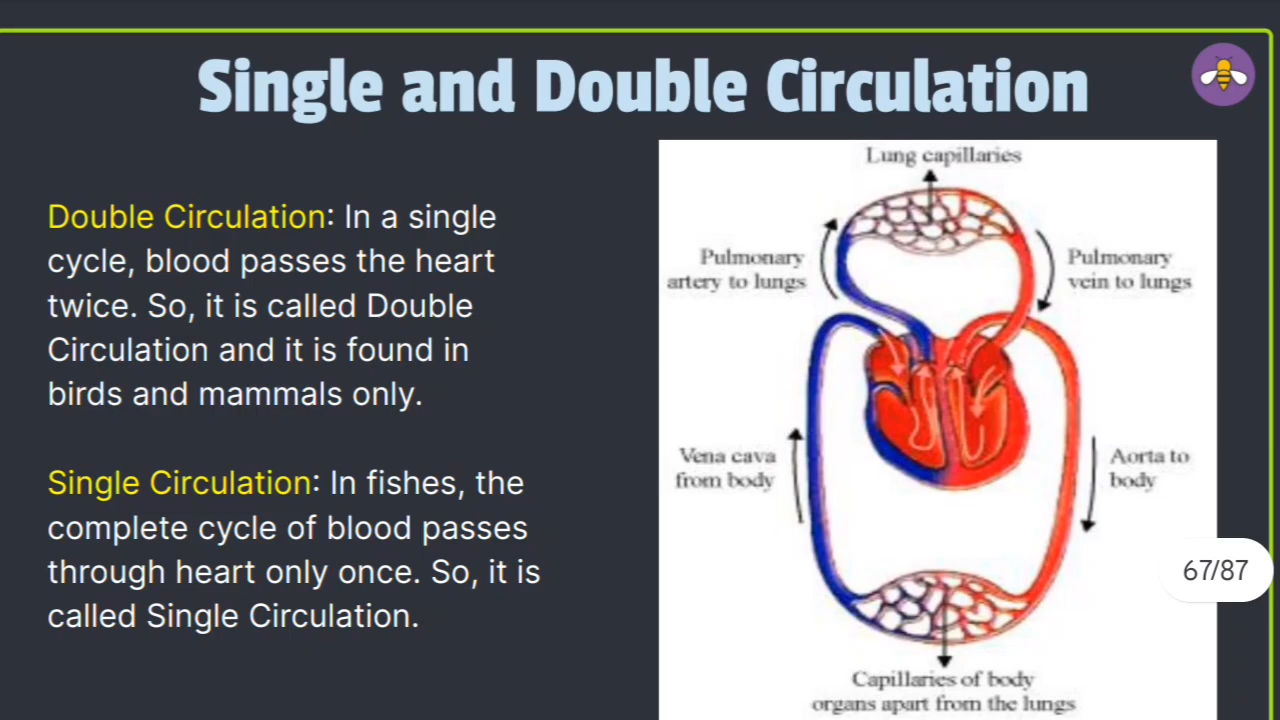 Single and Double Circulation
Double Circulation: In a single
cycle, blood passes the heart
twice. So, it is called Double
Circulation and it is found in
birds and mammals only.
Single Circulation: In fishes, the
complete cycle of blood passes
through heart only once. So, it is
called Single Circulation.
Lung capillaries
Pulmonary
artery to lungs
Pulmonary
vein to lungs
Vena cava
from body
Aorta to
body
Capillaries of body
organs apart from the lungs
67/87